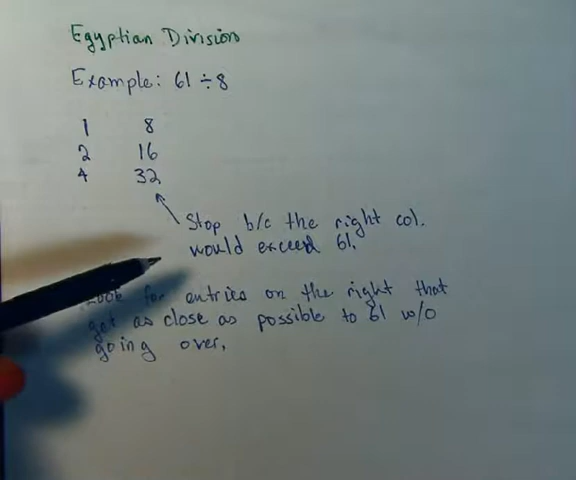 Egyptian Division
Example: 61 ÷ 8
1 8
2 16
4 32
Stop b/c the right col.
would exceed 61.
Look for entries on the right that
get as close as possible to 61 w/o
going over.